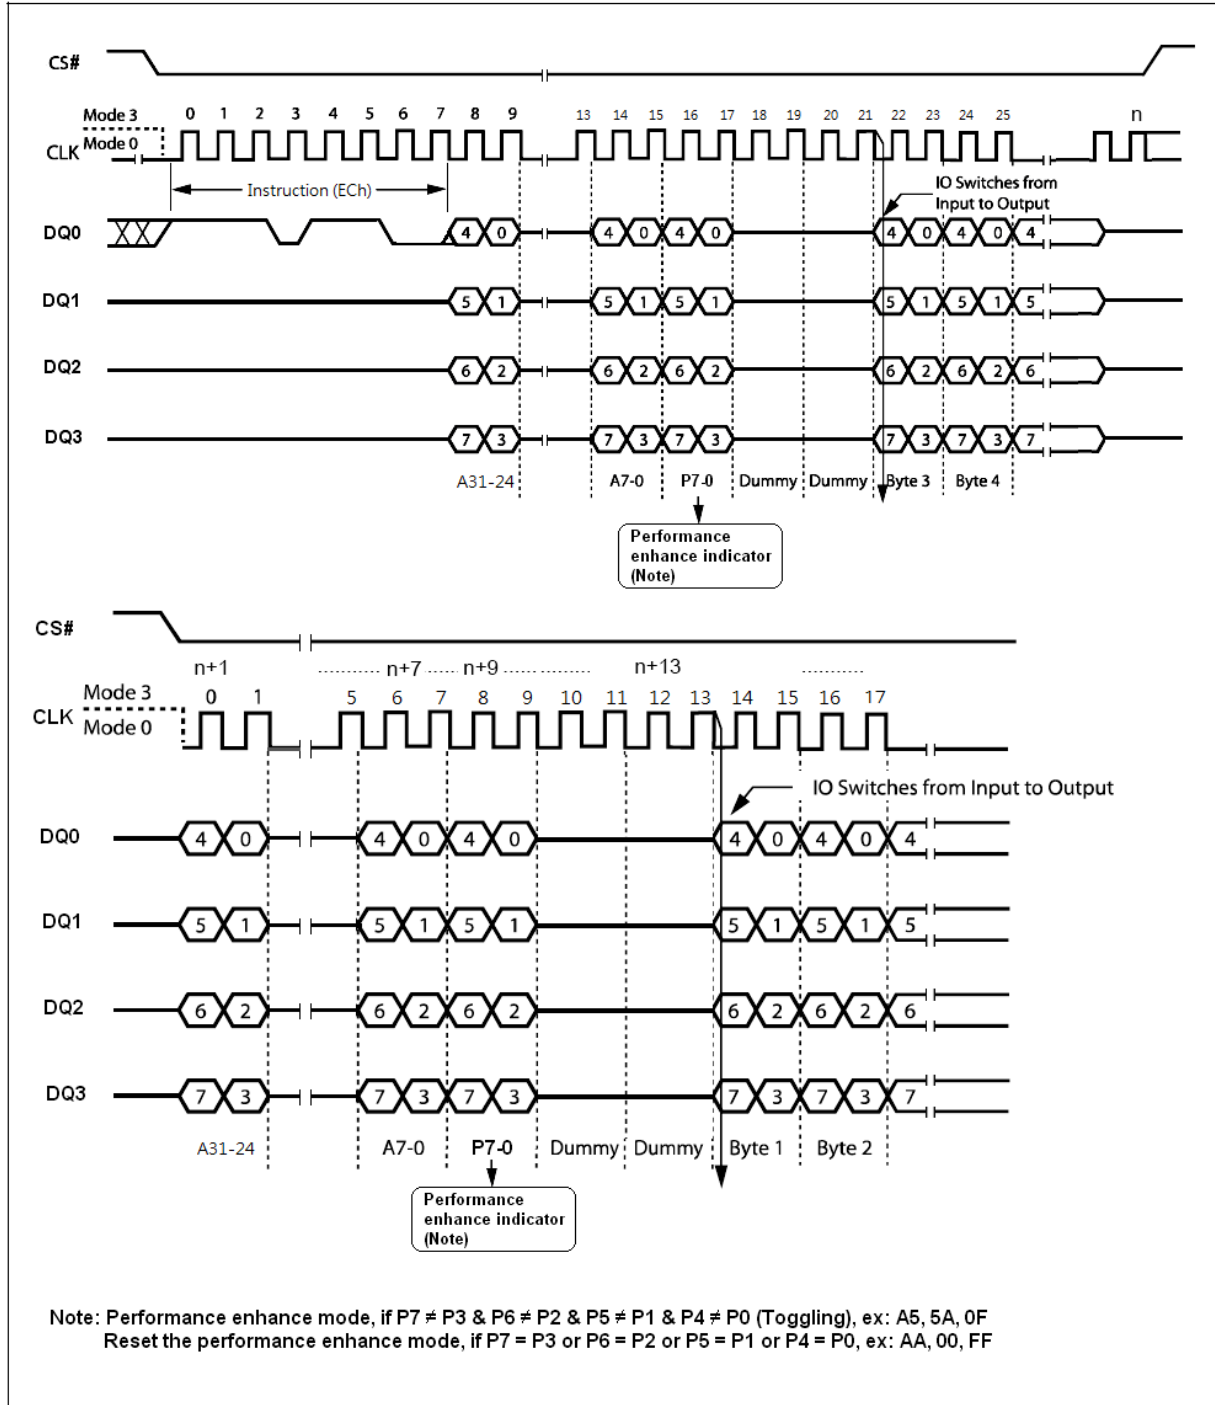 CS#
Mode 3 0 1 2 3 4 5 6 7 8 9 13 14 15 16 17 18 19 20 21 22 23 24 25 n
Mode 0
CLK
Instruction (ECh)
IO Switches from
Input to Output
DQ0 4 0 4 0 4 0 4 0 4 0 4
DQ1 5 1 5 1 5 1 5 1 5 1 5
DQ2 6 2 6 2 6 2 6 2 6 2 6
DQ3 7 3 7 3 7 3 7 3 7 3 7
A31-24 A7-0 P7-0 Dummy Dummy Byte 3 Byte 4
Performance
enhance indicator
(Note)
CS#
n+1 n+7 n+9 n+13
Mode 3 0 1 5 6 7 8 9 10 11 12 13 14 15 16 17
CLK Mode 0
IO Switches from Input to Output
DQ0 4 0 4 0 4 0 4 0 4 0 4
DQ1 5 1 5 1 5 1 5 1 5 1 5
DQ2 6 2 6 2 6 2 6 2 6 2 6
DQ3 7 3 7 3 7 3 7 3 7 3 7
A31-24 A7-0 P7-0 Dummy Dummy Byte 1 Byte 2
Performance
enhance indicator
(Note)
Note: Performance enhance mode, if P7 ≠ P3 & P6 ≠ P2 & P5 ≠ P1 & P4 ≠ P0 (Toggling), ex: A5, 5A, 0F
Reset the performance enhance mode, if P7 = P3 or P6 = P2 or P5 = P1 or P4 = P0, ex: AA, 00, FF